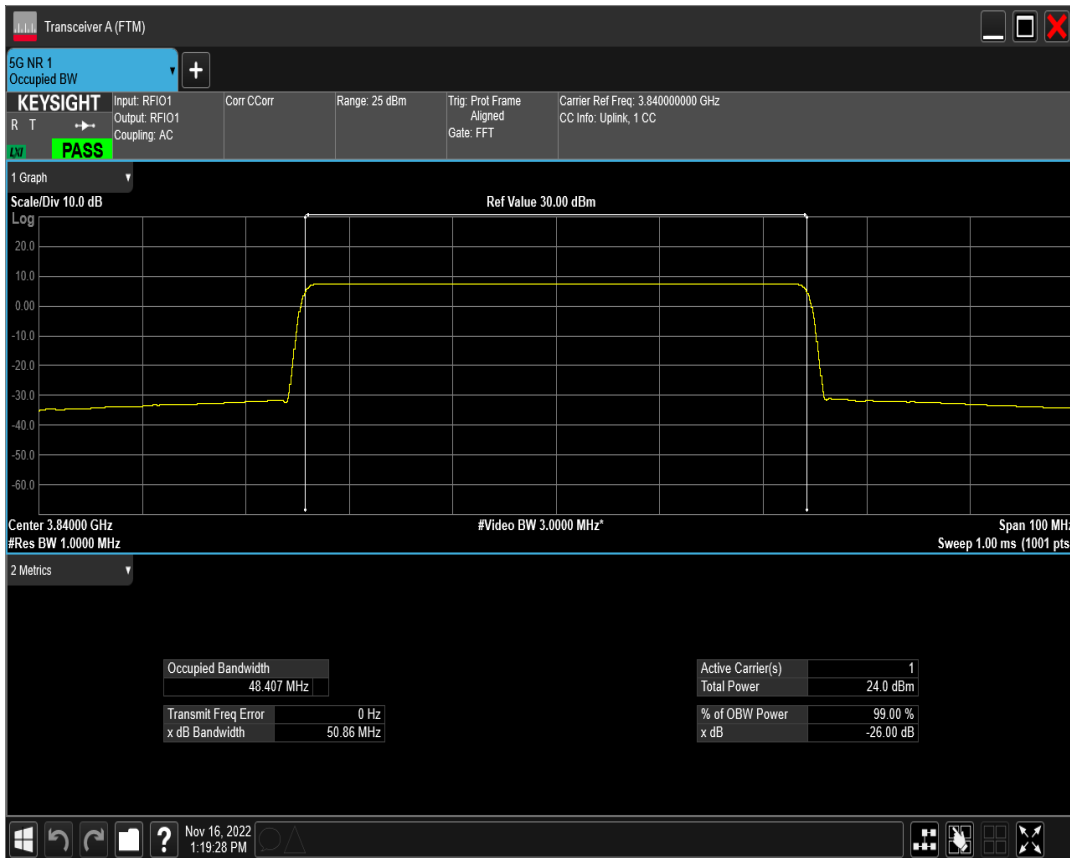 Transceiver A (FTM)
5G NR 1
Occupied BW
+
KEYSIGHT
R T
LXI
PASS
Input: RFIO1
Output: RFIO1
Coupling: AC
Corr CCorr
Range: 25 dBm
Trig: Prot Frame
Aligned
Gate: FFT
Carrier Ref Freq: 3.840000000 GHz
CC Info: Uplink, 1 CC
1 Graph
Scale/Div 10.0 dB
Ref Value 30.00 dBm
Log
20.0
10.0
0.00
-10.0
-20.0
-30.0
-40.0
-50.0
-60.0
Center 3.84000 GHz
#Video BW 3.0000 MHz*
Span 100 MHz
#Res BW 1.0000 MHz
Sweep 1.00 ms (1001 pts
2 Metrics
Occupied Bandwidth
48.407 MHz
Transmit Freq Error 0 Hz
x dB Bandwidth 50.86 MHz
Active Carrier(s) 1
Total Power 24.0 dBm
% of OBW Power 99.00 %
x dB -26.00 dB
?
Nov 16, 2022
1:19:28 PM